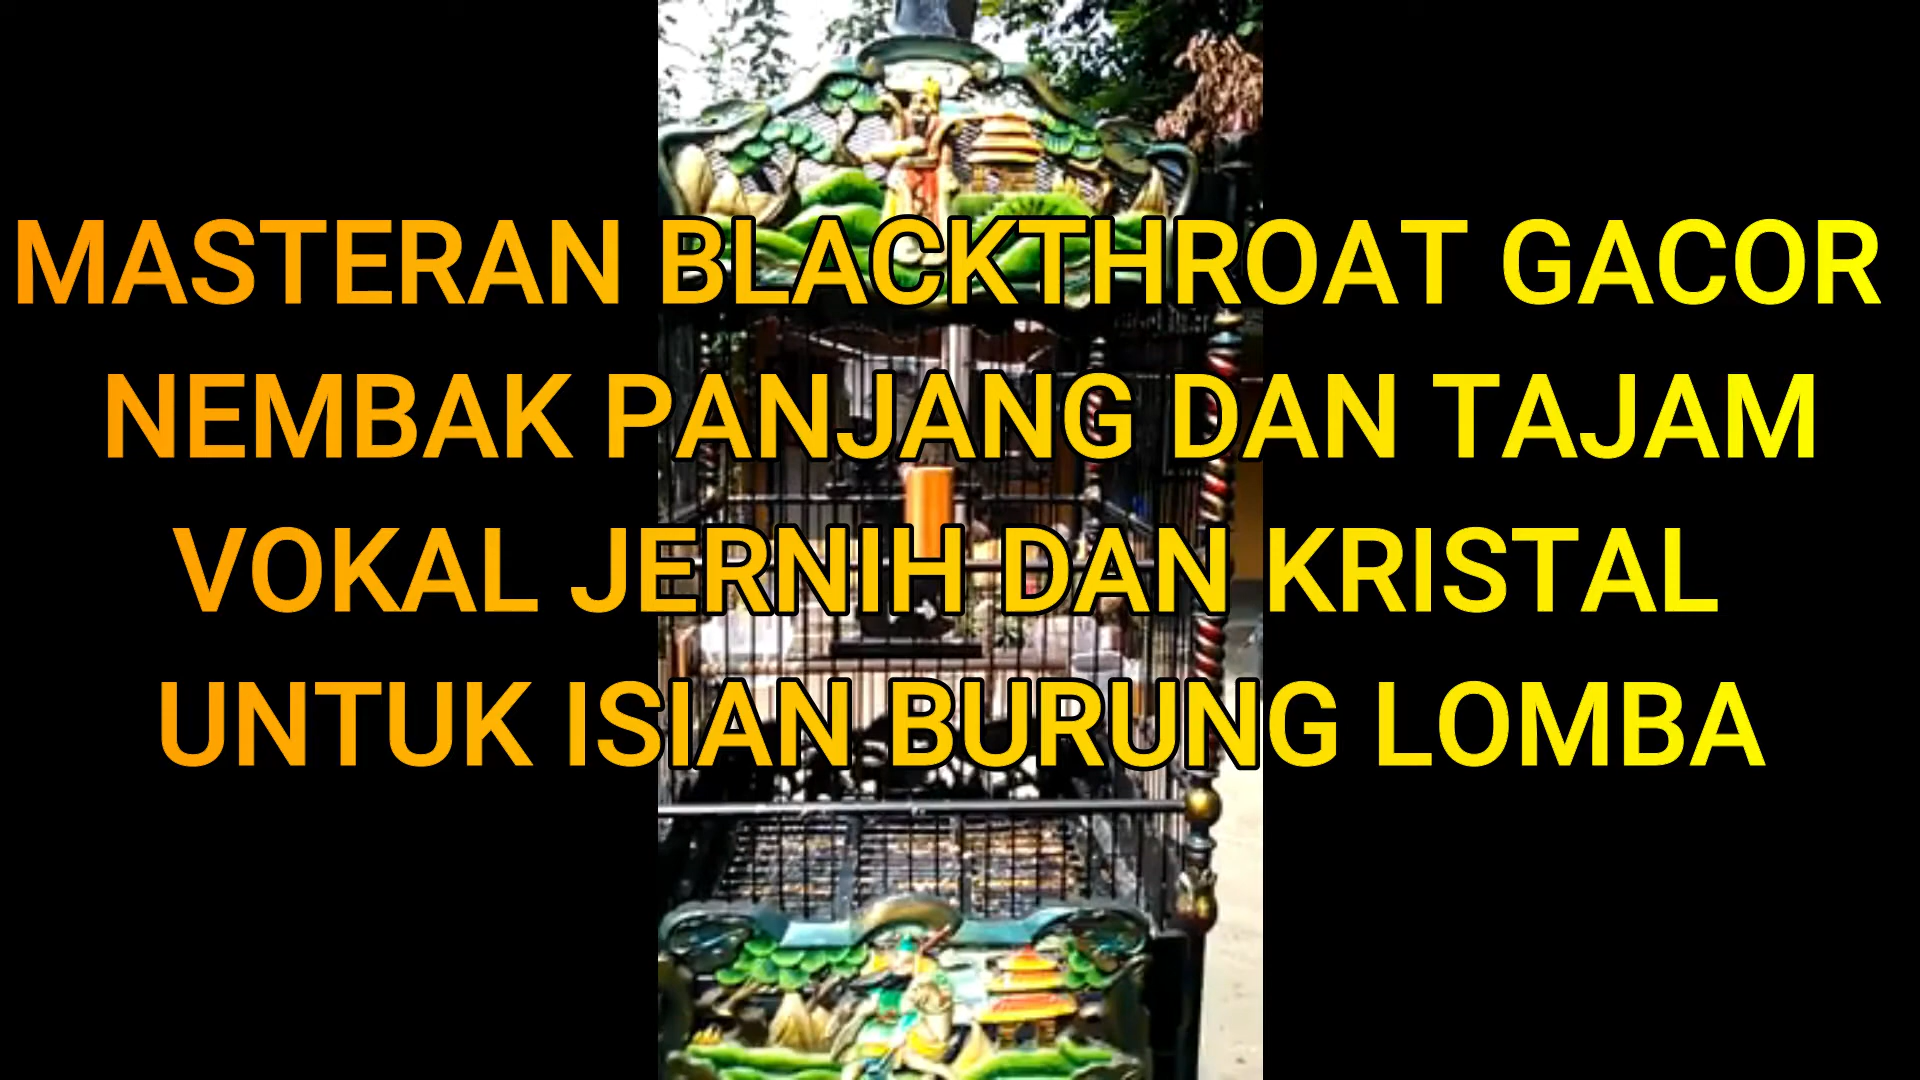 MASTERAN BLACKTHROAT GACOR
NEMBAK PANJANG DAN TAJAM
VOKAL JERNIH DAN KRISTAL
UNTUK ISIAN BURUNG LOMBA